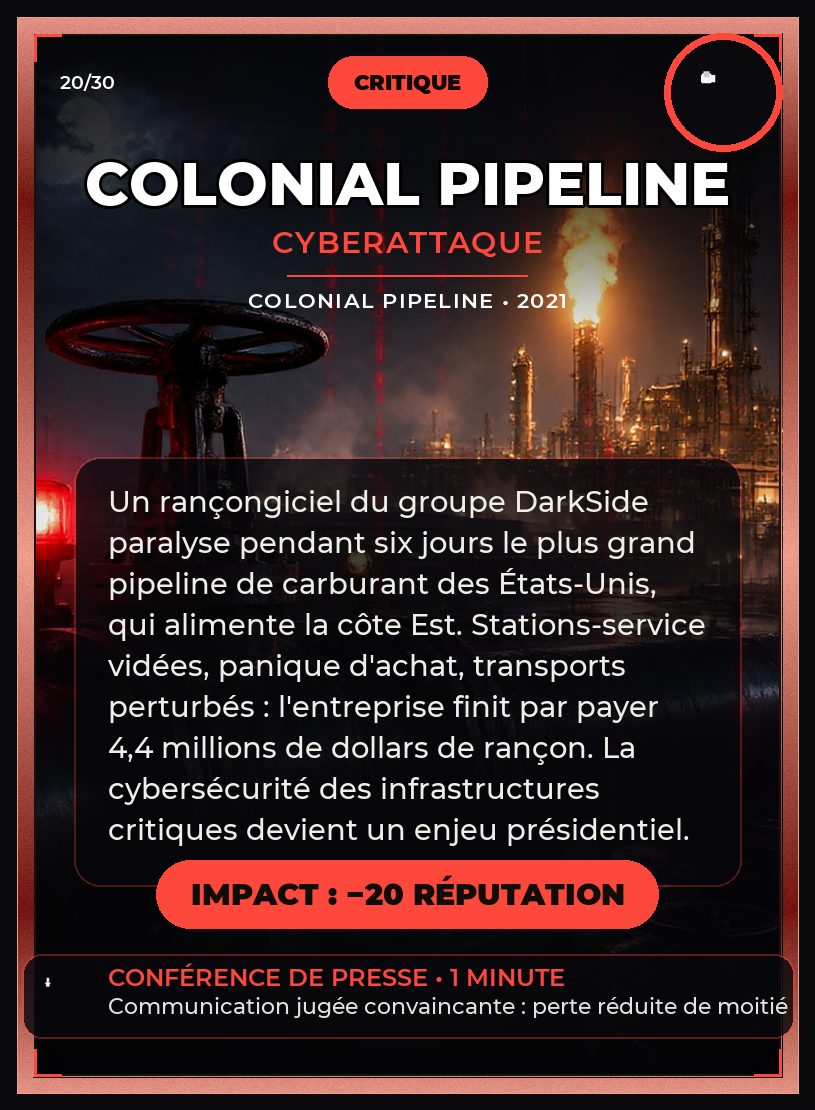 20/30
CRITIQUE
COLONIAL PIPELINE
CYBERATTAQUE
COLONIAL PIPELINE • 2021
Un rançongiciel du groupe DarkSide
paralyse pendant six jours le plus grand
pipeline de carburant des États-Unis,
qui alimente la côte Est. Stations-service
vidées, panique d'achat, transports
perturbés : l'entreprise finit par payer
4,4 millions de dollars de rançon. La
cybersécurité des infrastructures
critiques devient un enjeu présidentiel.
IMPACT : −20 RÉPUTATION
CONFÉRENCE DE PRESSE • 1 MINUTE
Communication jugée convaincante : perte réduite de moitié